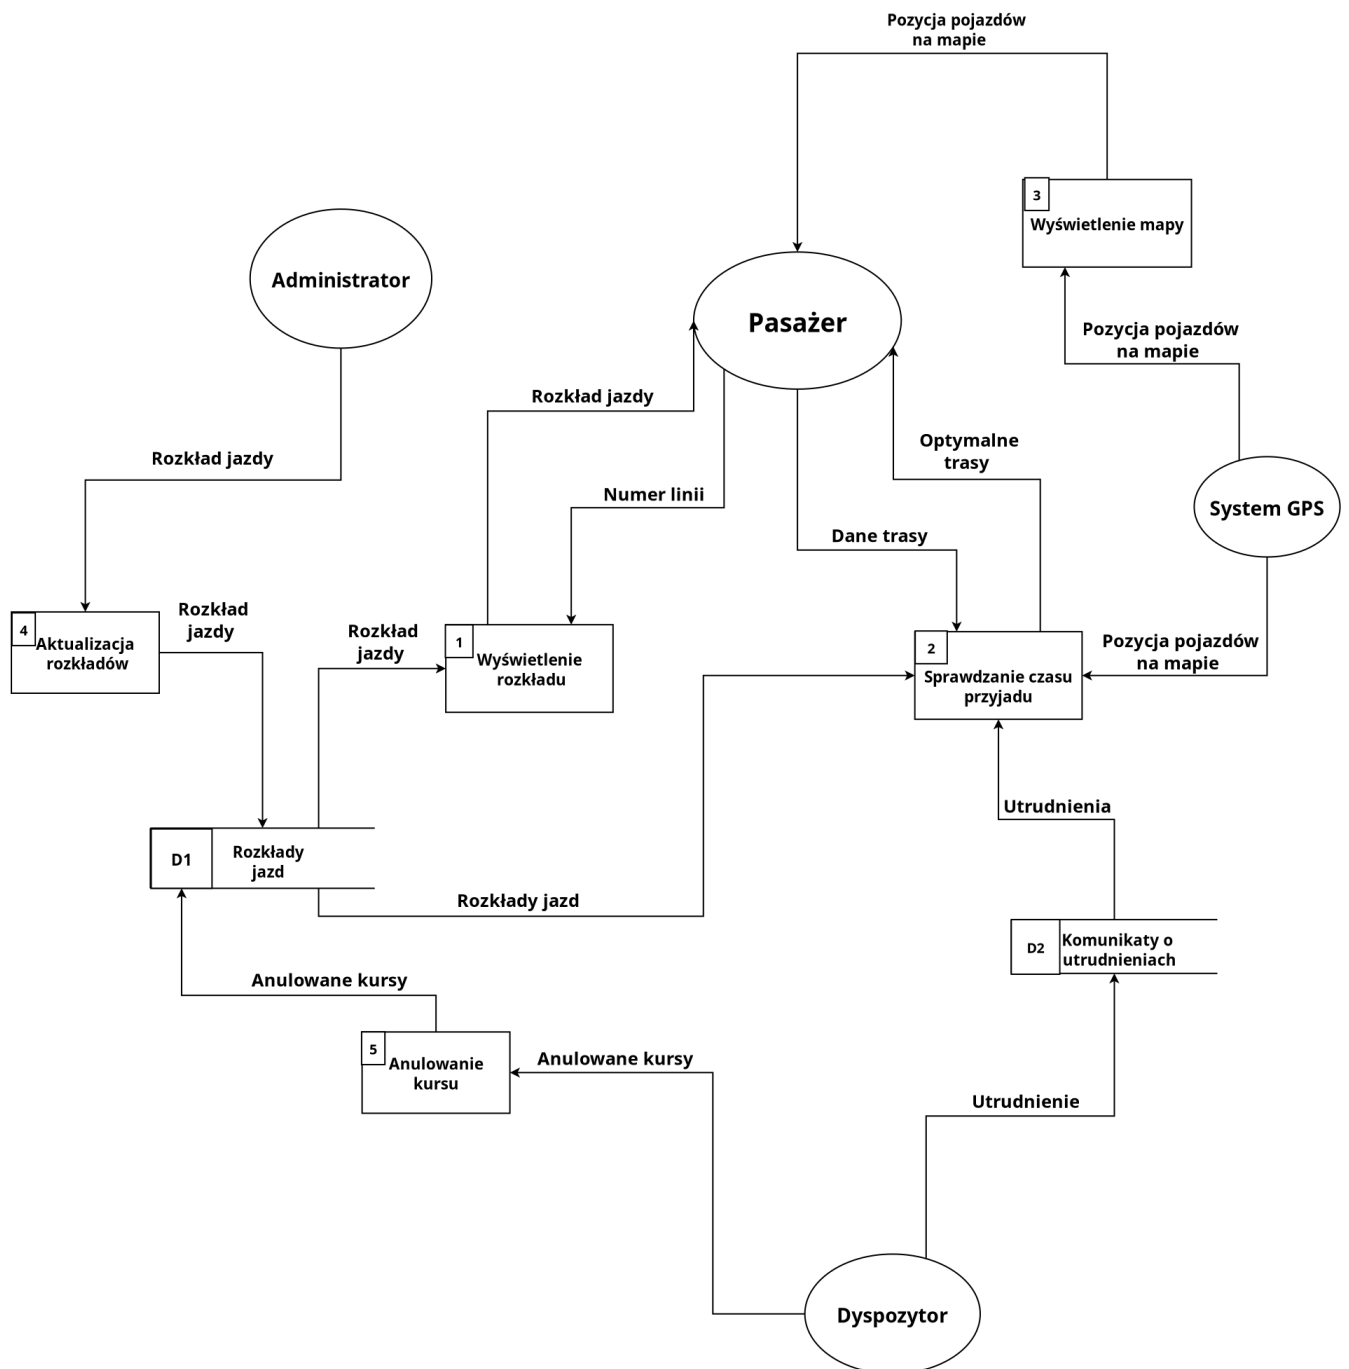 Pozycja pojazdów
na mapie
3
Wyświetlenie mapy
Administrator
Pasażer
Pozycja pojazdów
na mapie
Rozkład jazdy
Optymalne
trasy
Rozkład jazdy
Numer linii
System GPS
Dane trasy
Rozkład
jazdy
4
Aktualizacja
rozkładów
Rozkład
jazdy
1
Wyświetlenie
rozkładu
2
Sprawdzanie czasu
przyjadu
Pozycja pojazdów
na mapie
Utrudnienia
D1
Rozkłady
jazd
Rozkłady jazd
D2
Komunikaty o
utrudnieniach
Anulowane kursy
5
Anulowanie
kursu
Anulowane kursy
Utrudnienie
Dyspozytor